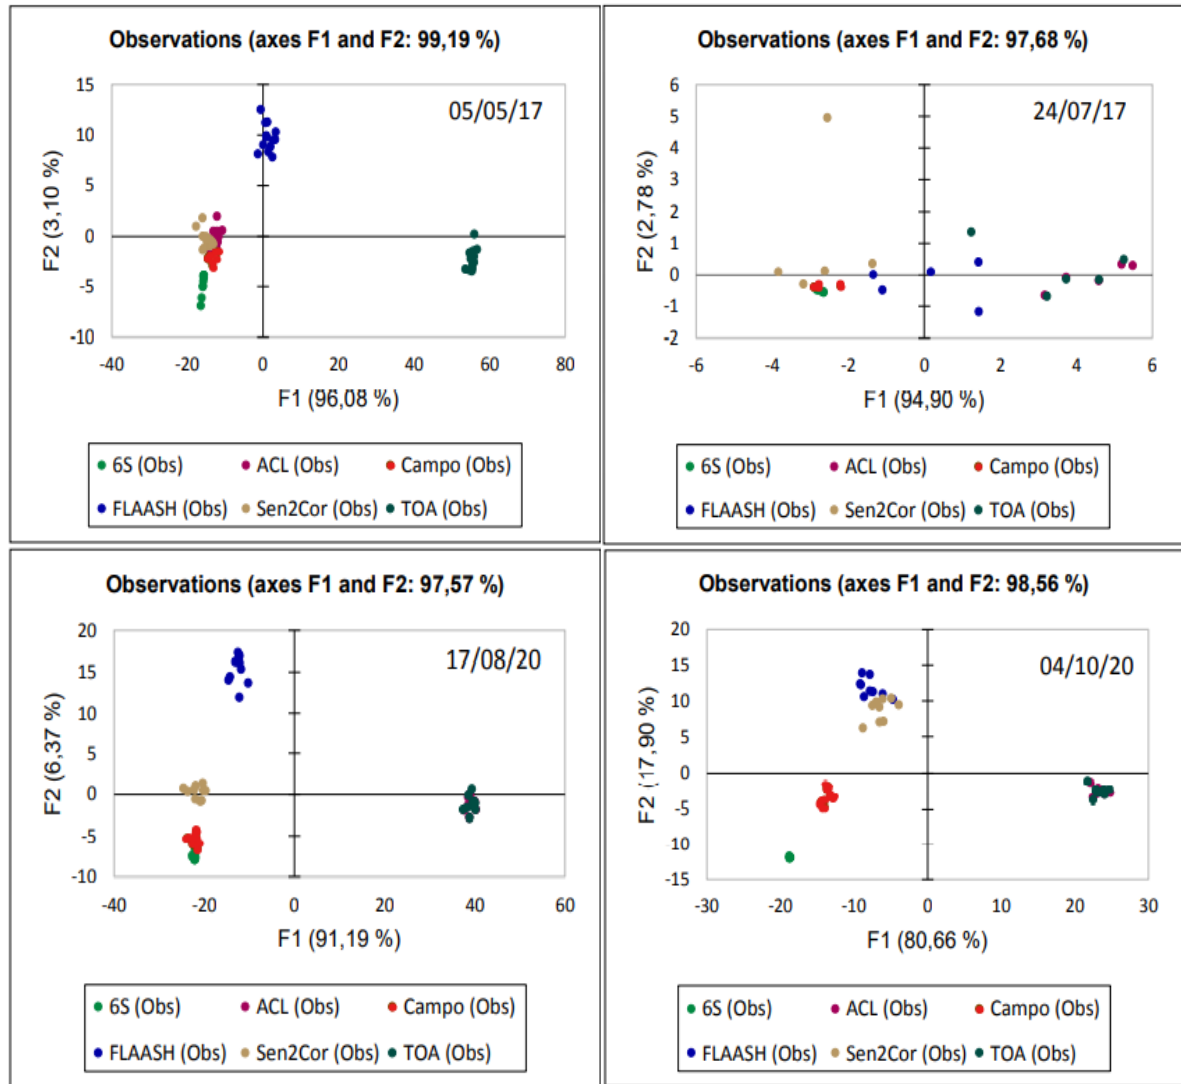 Observations (axes F1 and F2: 99,19 %)
05/05/17
15
10
5
0
-5
-10
F2 (3,10 %)
-40 -20 0 20 40 60 80
F1 (96,08 %)
6S (Obs) ACL (Obs) Campo (Obs)
FLAASH (Obs) Sen2Cor (Obs) TOA (Obs)
Observations (axes F1 and F2: 97,68 %)
24/07/17
6
5
4
3
2
1
0
-1
-2
F2 (2,78 %)
-6 -4 -2 0 2 4 6
F1 (94,90 %)
6S (Obs) ACL (Obs) Campo (Obs)
FLAASH (Obs) Sen2Cor (Obs) TOA (Obs)
Observations (axes F1 and F2: 97,57 %)
17/08/20
20
15
10
5
0
-5
-10
F2 (6,37 %)
-40 -20 0 20 40 60
F1 (91,19 %)
6S (Obs) ACL (Obs) Campo (Obs)
FLAASH (Obs) Sen2Cor (Obs) TOA (Obs)
Observations (axes F1 and F2: 98,56 %)
04/10/20
20
15
10
5
0
-5
-10
-15
F2 (17,90 %)
-30 -20 -10 0 10 20 30
F1 (80,66 %)
6S (Obs) ACL (Obs) Campo (Obs)
FLAASH (Obs) Sen2Cor (Obs) TOA (Obs)